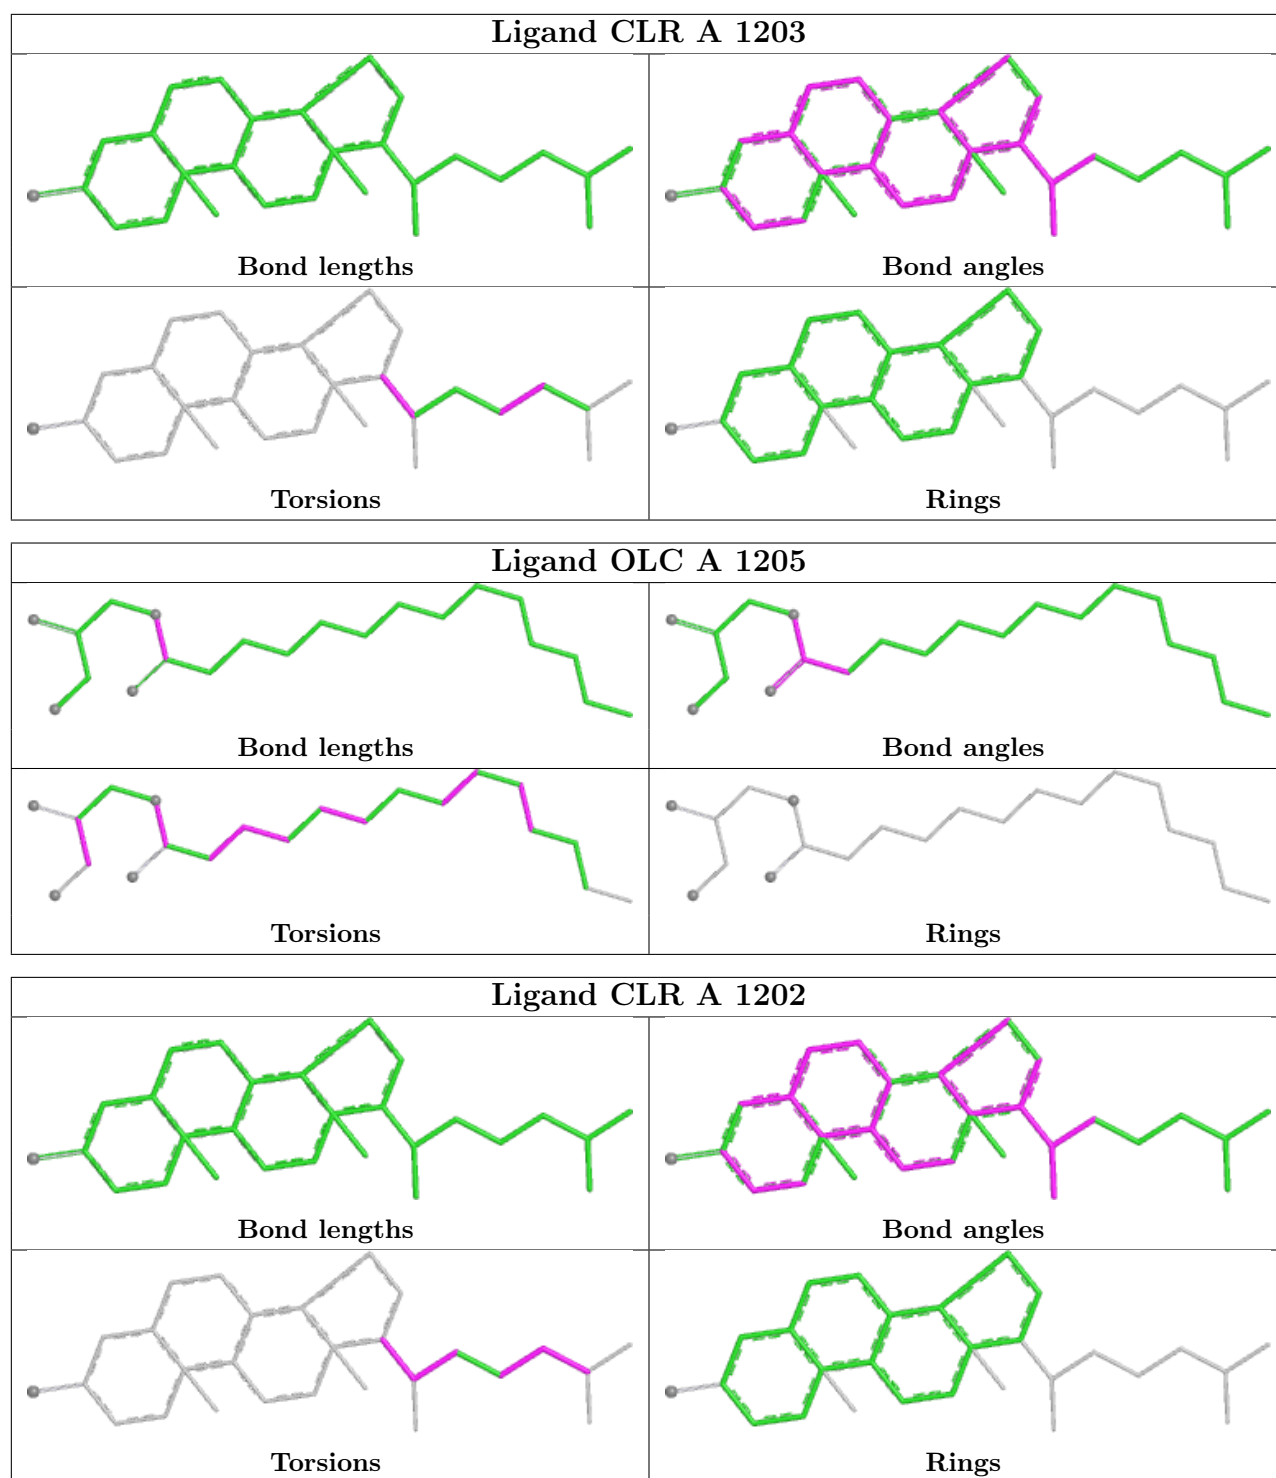 Ligand CLR A 1203
Bond lengths
Bond angles
Torsions
Rings
Ligand OLC A 1205
Bond lengths
Bond angles
Torsions
Rings
Ligand CLR A 1202
Bond lengths
Bond angles
Torsions
Rings